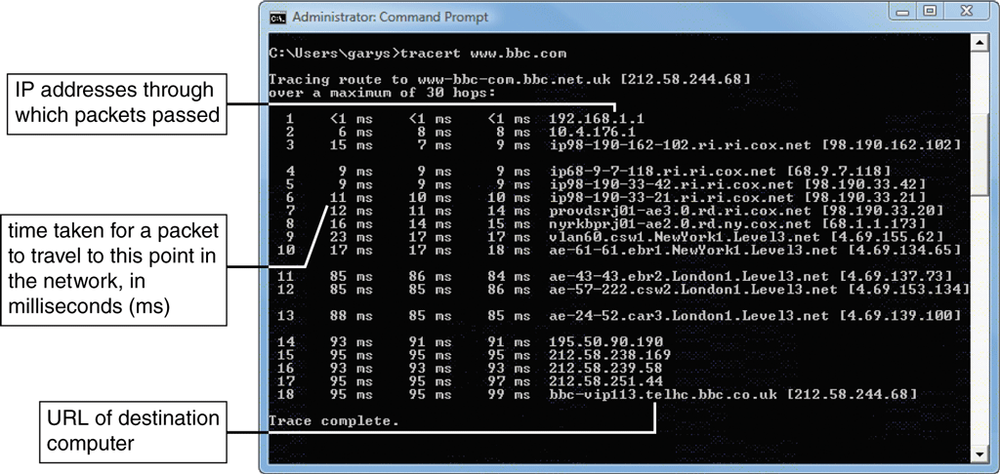 Administrator: Command Prompt
C:\Users\garys>tracert www.bbc.com
Tracing route to www-bbc-com.bbc.net.uk [212.58.244.68]
over a maximum of 30 hops:
1 <1 ms <1 ms <1 ms 192.168.1.1
2 6 ms 8 ms 8 ms 10.4.176.1
3 15 ms 7 ms 9 ms ip98-190-162-102.ri.ri.cox.net [98.190.162.102]
4 9 ms 9 ms 9 ms ip68-9-7-118.ri.ri.cox.net [68.9.7.118]
5 9 ms 9 ms 9 ms ip98-190-33-42.ri.ri.cox.net [98.190.33.42]
6 11 ms 10 ms 10 ms ip98-190-33-21.ri.ri.cox.net [98.190.33.21]
7 12 ms 11 ms 14 ms provdsrj01-ae3.0.rd.ri.cox.net [98.190.33.20]
8 16 ms 14 ms 15 ms nyrkbprj01-ae2.0.rd.ny.cox.net [68.1.1.173]
9 23 ms 17 ms 17 ms vlan60.csw1.NewYork1.Level3.net [4.69.155.62]
10 17 ms 17 ms 18 ms ae-61-61.ebr1.NewYork1.Level3.net [4.69.134.65]
11 85 ms 86 ms 84 ms ae-43-43.ebr2.London1.Level3.net [4.69.137.73]
12 85 ms 85 ms 86 ms ae-57-222.csw2.London1.Level3.net [4.69.153.134]
13 88 ms 85 ms 85 ms ae-24-52.car3.London1.Level3.net [4.69.139.100]
14 93 ms 91 ms 91 ms 195.50.90.190
15 95 ms 95 ms 95 ms 212.58.238.169
16 93 ms 93 ms 93 ms 212.58.239.58
17 95 ms 95 ms 97 ms 212.58.251.44
18 95 ms 95 ms 99 ms bbc-vip113.telhc.bbc.co.uk [212.58.244.68]
Trace complete.
IP addresses through
which packets passed
time taken for a packet
to travel to this point in
the network, in
milliseconds (ms)
URL of destination
computer